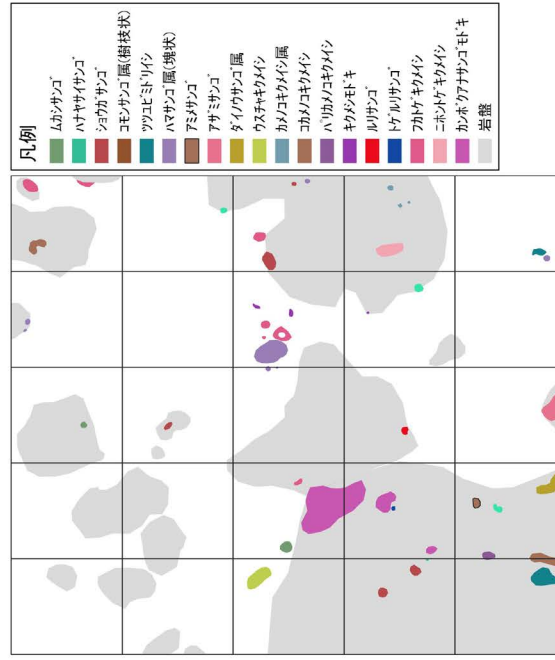 凡例
ムカシサンゴ
ハナヤサイサンゴ
ショウガサンゴ
コモンサンゴ属(樹枝状)
ツツユビミドリイシ
ハマサンゴ属(塊状)
アミメサンゴ
アザミサンゴ
ダイノウサンゴ属
ウスチャキクメイシ
カメノコキクメイシ属
コカメノコキクメイシ
パリカメノコキクメイシ
キクメシモドキ
ルリサンゴ
トゲルリサンゴ
フカトゲキクメイシ
ニホントゲキクメイシ
カンボクアナサンゴモドキ
岩盤